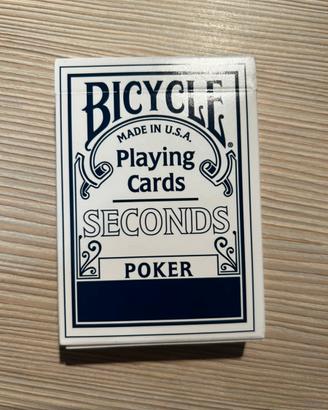 BICYCLE®
MADE IN U.S.A.
Playing
Cards
SECONDS
POKER